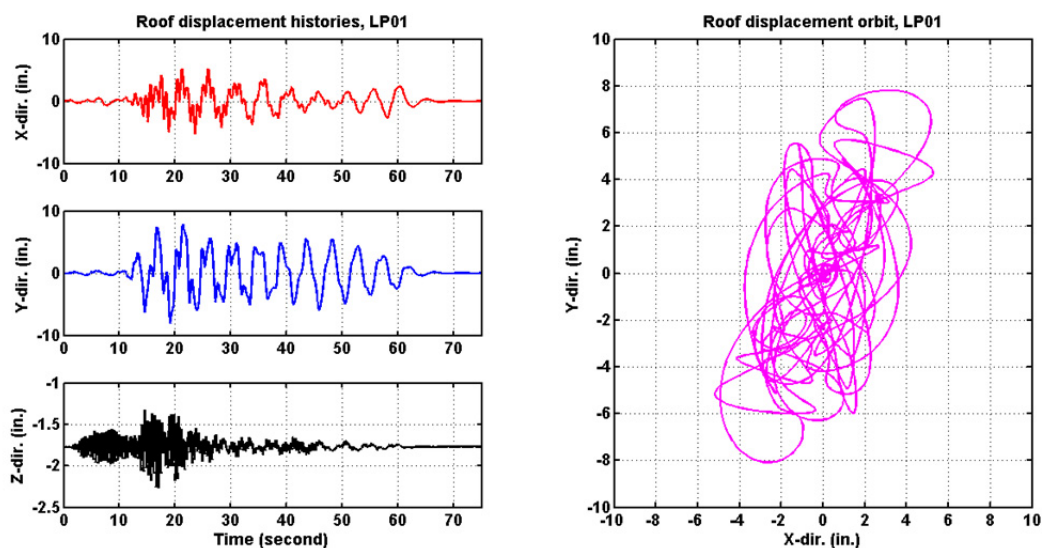 Roof displacement histories, LP01
10
0
-10
X-dir. (in.)
0 10 20 30 40 50 60 70
10
0
-10
Y-dir. (in.)
0 10 20 30 40 50 60 70
-1
-1.5
-2
-2.5
Z-dir. (in.)
0 10 20 30 40 50 60 70
Time (second)
Roof displacement orbit, LP01
10
8
6
4
2
0
-2
-4
-6
-8
-10
Y-dir. (in.)
-10 -8 -6 -4 -2 0 2 4 6 8 10
X-dir. (in.)